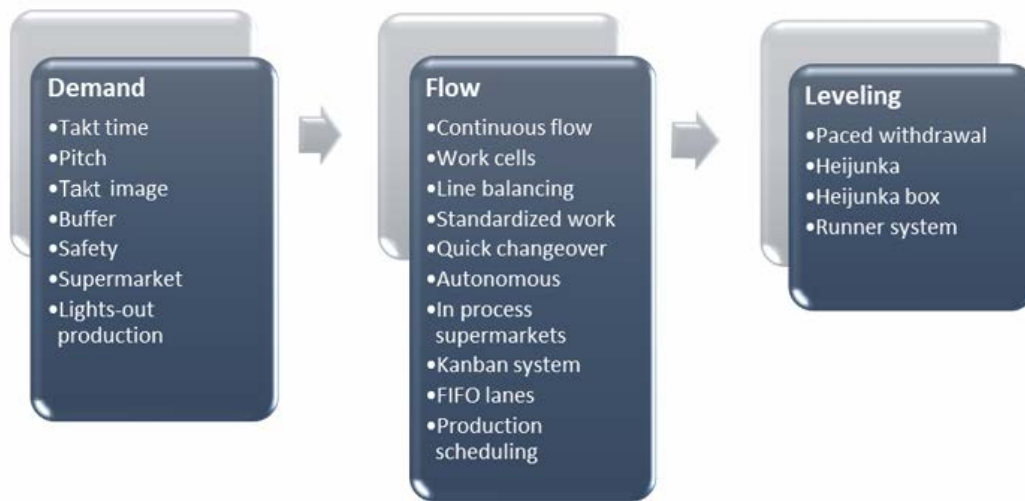 Demand
•Takt time
•Pitch
•Takt image
•Buffer
•Safety
•Supermarket
•Lights-out
production
Flow
•Continuous flow
•Work cells
•Line balancing
•Standardized work
•Quick changeover
•Autonomous
•In process
supermarkets
•Kanban system
•FIFO lanes
•Production
scheduling
Leveling
•Paced withdrawal
•Heijunka
•Heijunka box
•Runner system